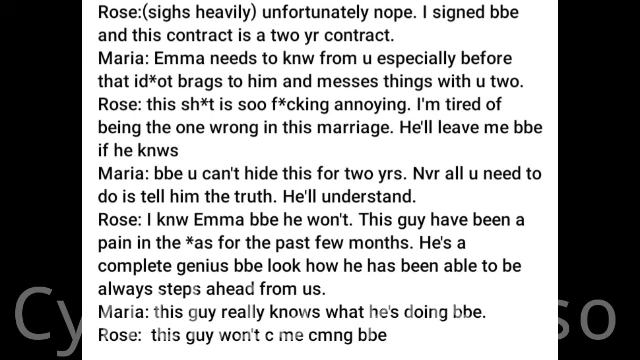 Rose:(sighs heavily) unfortunately nope. I signed bbe
and this contract is a two yr contract.
Maria: Emma needs to knw from u especially before
that id*ot brags to him and messes things with u two.
Rose: this sh*t is soo f*cking annoying. I'm tired of
being the one wrong in this marriage. He'll leave me bbe
if he knws
Maria: bbe u can't hide this for two yrs. Nvr all u need to
do is tell him the truth. He'll understand.
Rose: I knw Emma bbe he won't. This guy have been a
pain in the *as for the past few months. He's a
complete genius bbe look how he has been able to be
always steps ahead from us.
Maria: this guy really knows what he's doing bbe.
Rose:  this guy won't c me cmng bbe